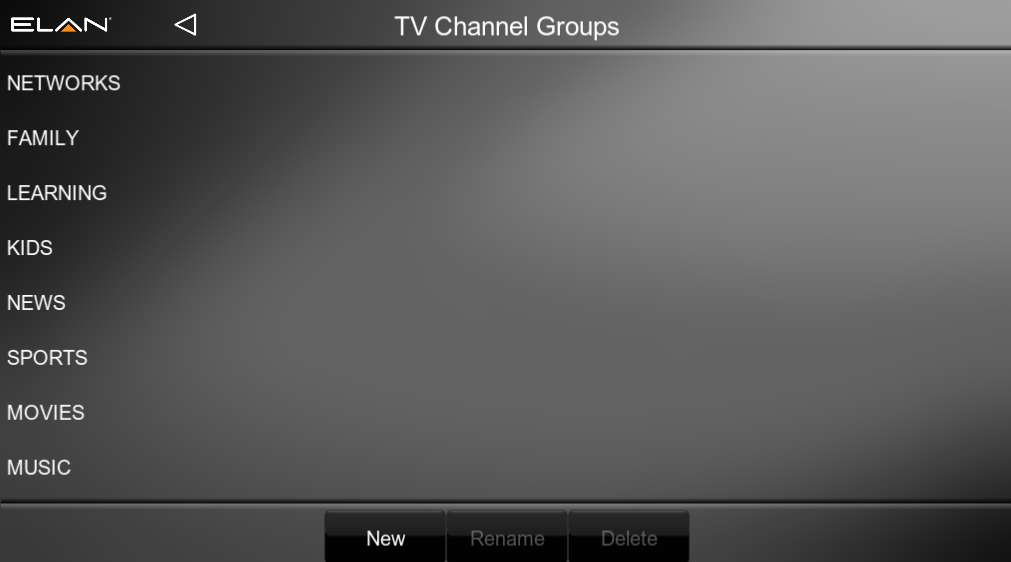 ELAN
TV Channel Groups
NETWORKS
FAMILY
LEARNING
KIDS
NEWS
SPORTS
MOVIES
MUSIC
New Rename Delete